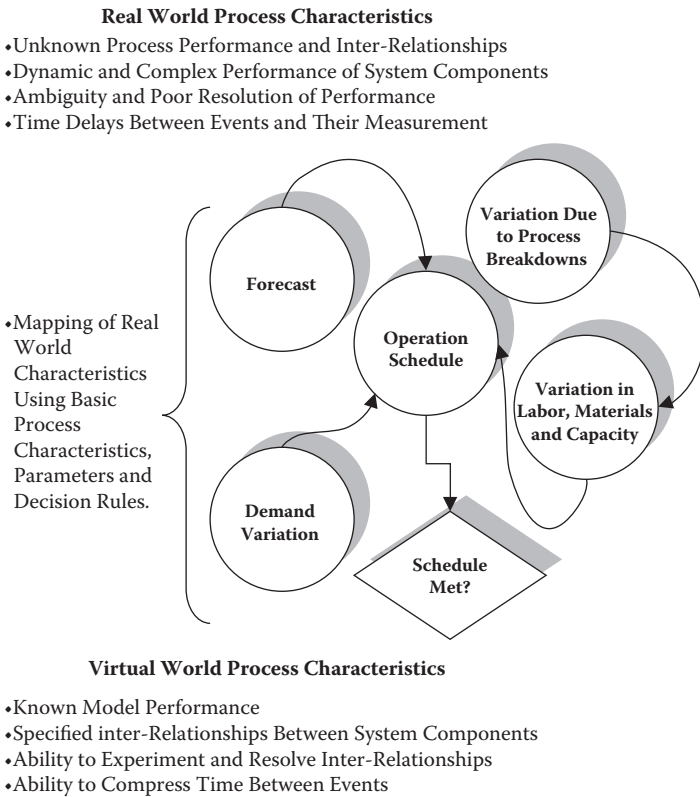 Real World Process Characteristics
•Unknown Process Performance and Inter-Relationships
•Dynamic and Complex Performance of System Components
•Ambiguity and Poor Resolution of Performance
•Time Delays Between Events and Their Measurement
Variation Due
to Process
Breakdowns
Forecast
Operation
Schedule
•Mapping of Real
World
Characteristics
Using Basic
Process
Characteristics,
Parameters and
Decision Rules.
Variation in
Labor, Materials
and Capacity
Demand
Variation
Schedule
Met?
Virtual World Process Characteristics
•Known Model Performance
•Specified inter-Relationships Between System Components
•Ability to Experiment and Resolve Inter-Relationships
•Ability to Compress Time Between Events